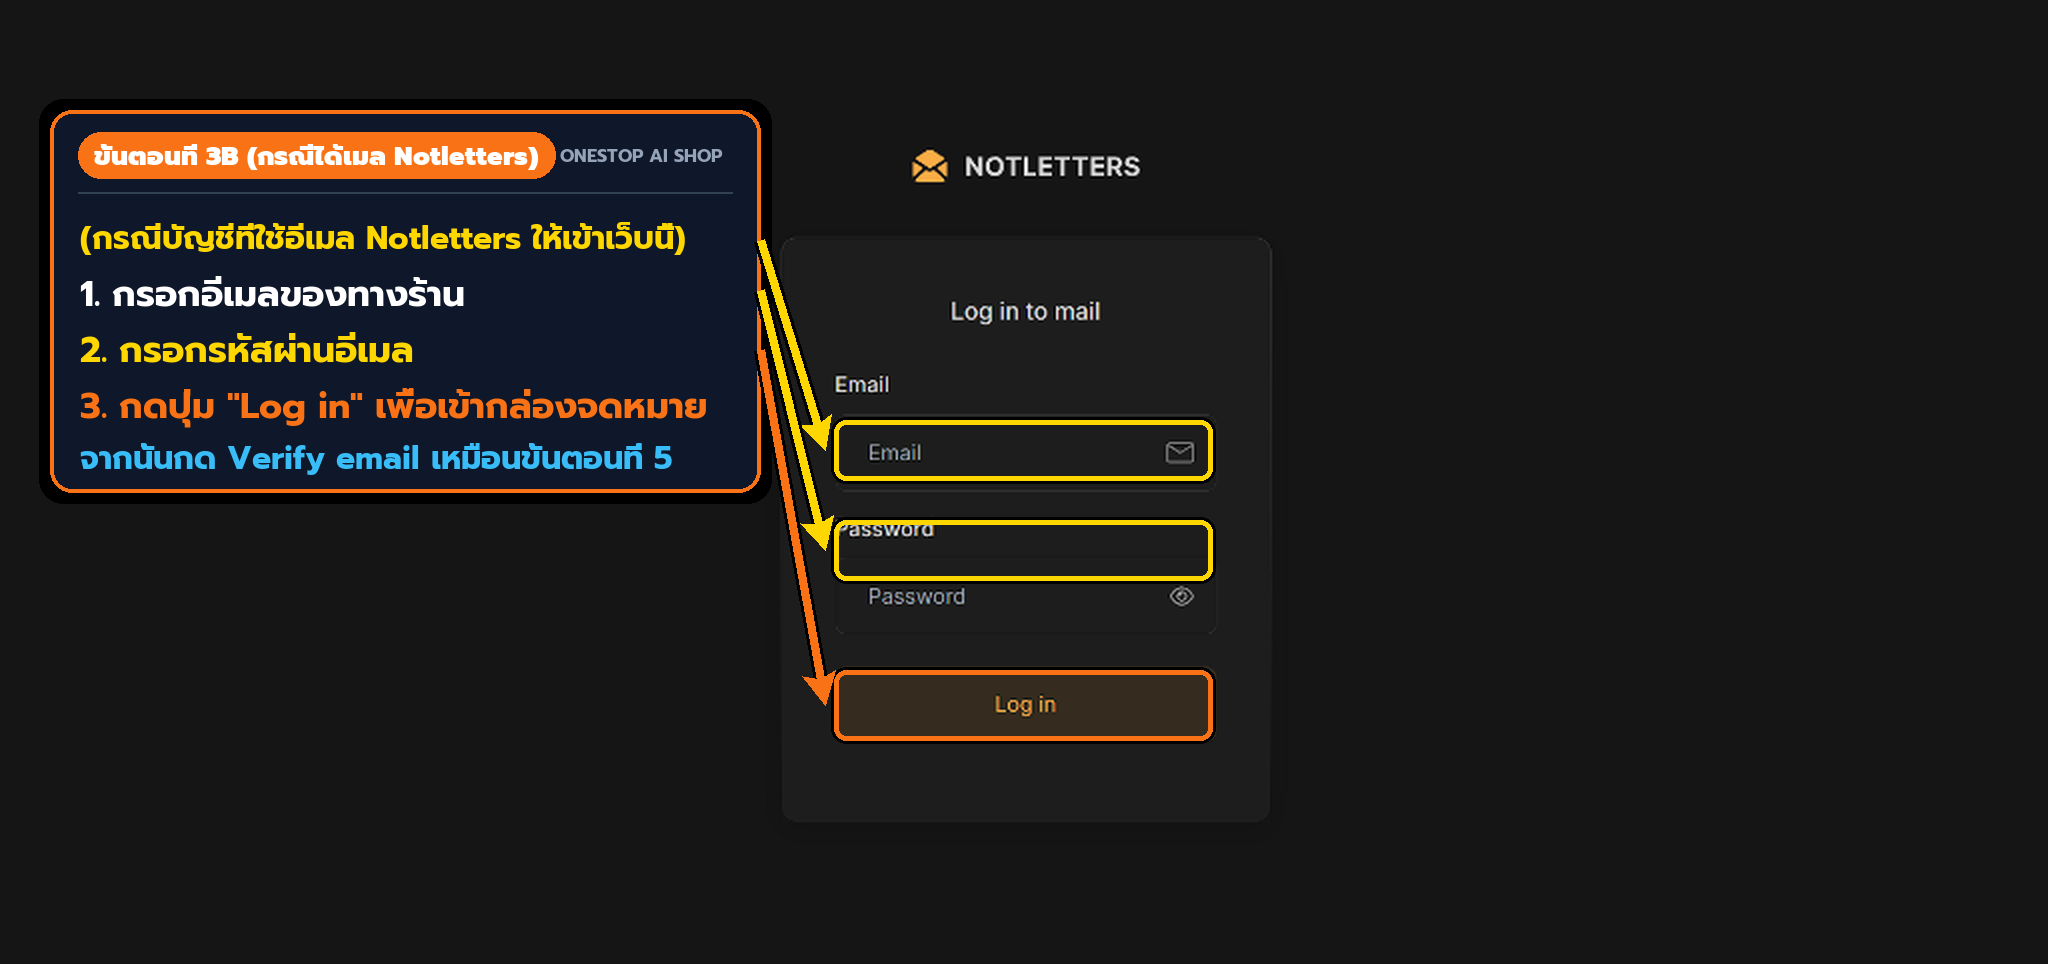 ขั้นตอนที่ 3B (กรณีได้เมล Notletters) ONESTOP AI SHOP
(กรณีบัญชีที่ใช้อีเมล Notletters ให้เข้าเว็บนี้)
1. กรอกอีเมลของทางร้าน
2. กรอกรหัสผ่านอีเมล
3. กดปุ่ม "Log in" เพื่อเข้ากล่องจดหมาย
จากนั้นกด Verify email เหมือนขั้นตอนที่ 5
NOTLETTERS
Log in to mail
Email
Email
Password
Password
Log in